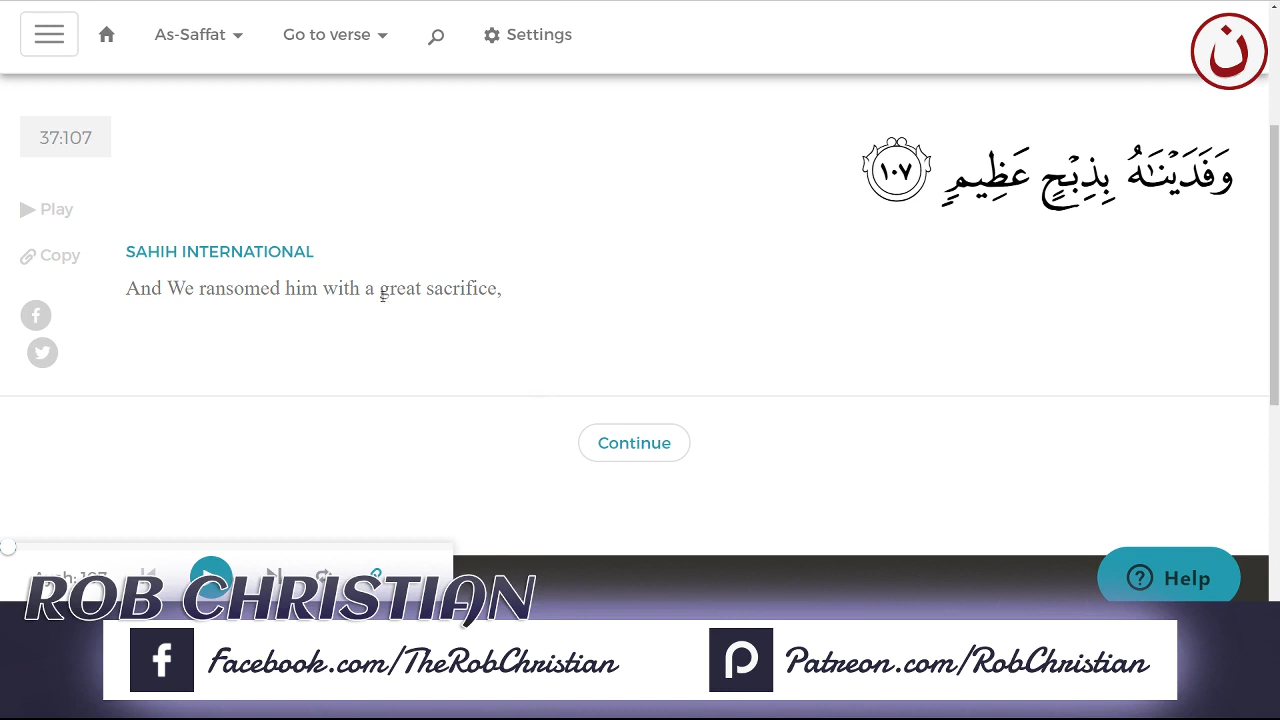 As-Saffat
Go to verse
Settings
ن
37:107
وَفَدَيْنَٰهُ بِذِبْحٍ عَظِيمٍ ١٠٧
Play
Copy
SAHIH INTERNATIONAL
And We ransomed him with a great sacrifice,
Continue
Help
ROB CHRISTIAN
Facebook.com/TheRobChristian
Patreon.com/RobChristian